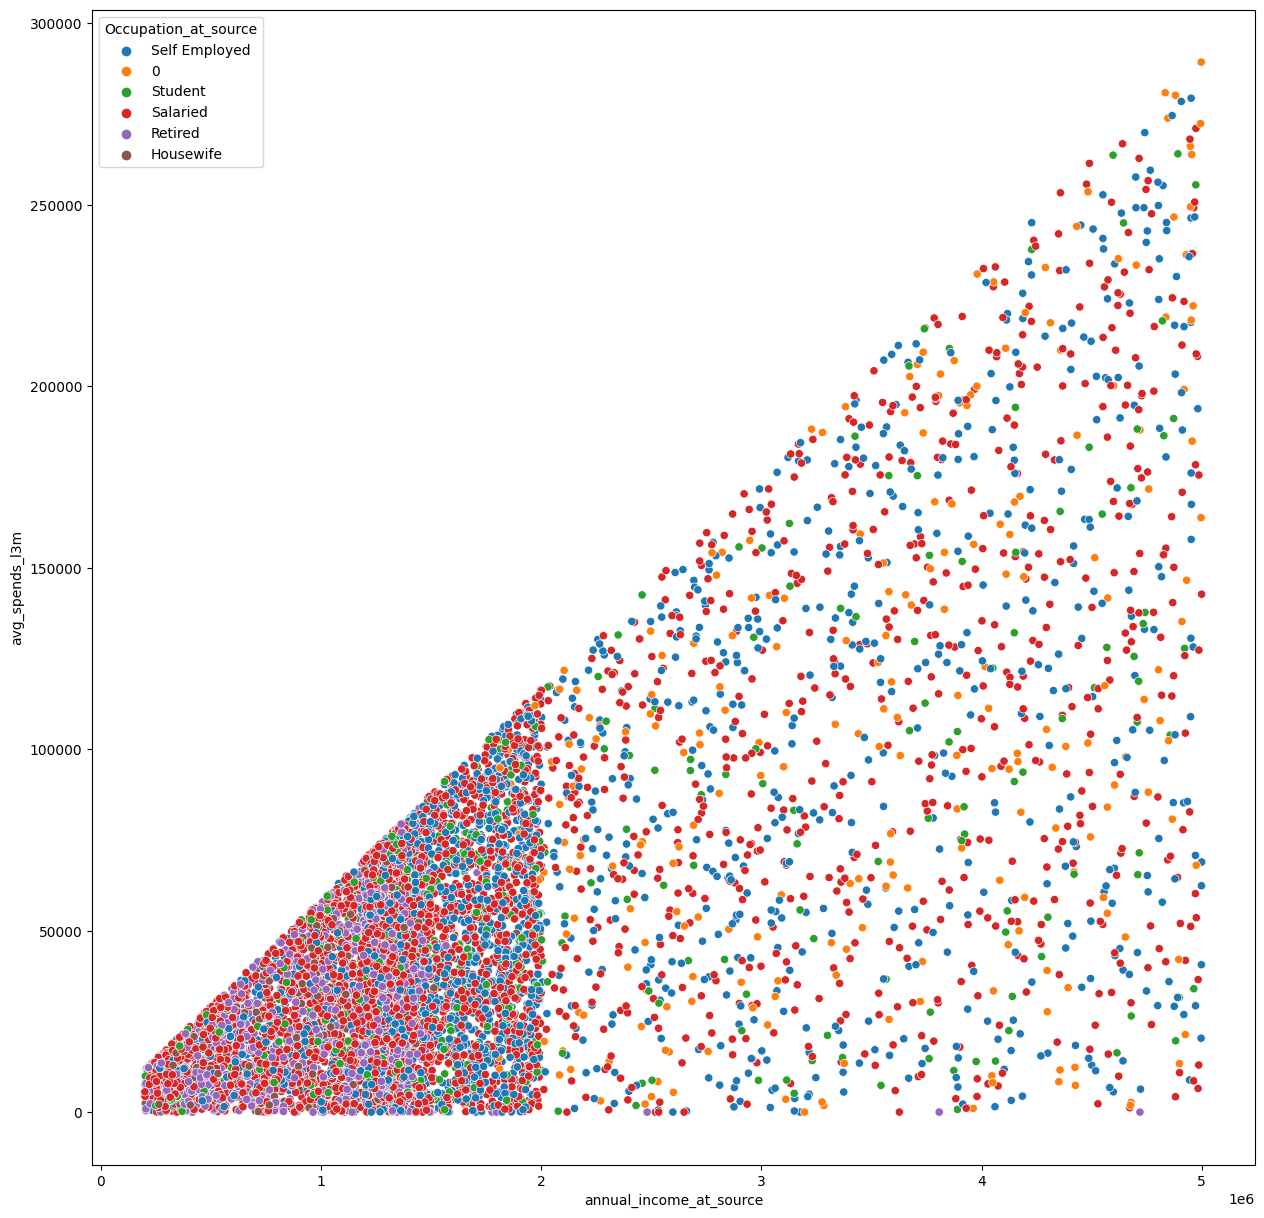 Occupation_at_source
Self Employed
0
Student
Salaried
Retired
Housewife
300000
250000
200000
150000
100000
50000
0
avg_spends_l3m
0 1 2 3 4 5
1e6
annual_income_at_source